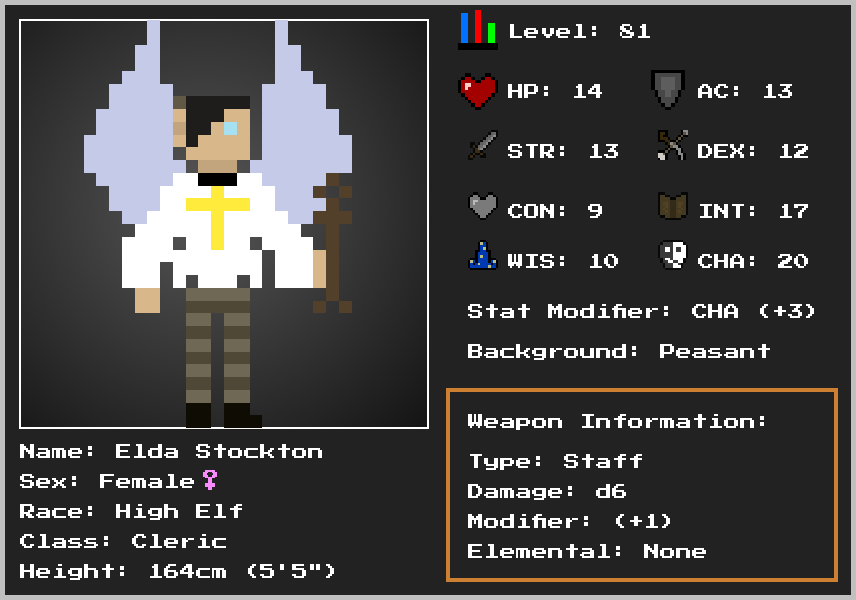 Level: 81
HP: 14
AC: 13
STR: 13
DEX: 12
CON: 9
INT: 17
WIS: 10
CHA: 20
Stat Modifier: CHA (+3)
Background: Peasant
Weapon Information:
Type: Staff
Damage: d6
Modifier: (+1)
Elemental: None
Name: Elda Stockton
Sex: Female♀
Race: High Elf
Class: Cleric
Height: 164cm (5'5")